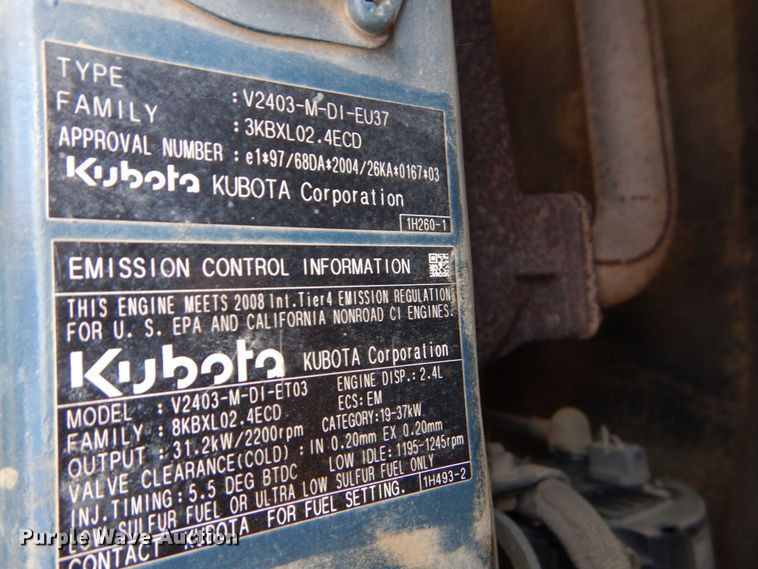 TYPE : V2403-M-DI-EU37
FAMILY : 3KBXL02.4ECD
APPROVAL NUMBER : e1*97/68DA*2004/26KA*0167*03
Kubota KUBOTA Corporation
1H260-1
EMISSION CONTROL INFORMATION
THIS ENGINE MEETS 2008 Int.Tier4 EMISSION REGULATION
FOR U. S. EPA AND CALIFORNIA NONROAD CI ENGINES.
Kubota KUBOTA Corporation
MODEL : V2403-M-DI-ET03 ENGINE DISP.: 2.4L
FAMILY : 8KBXL02.4ECD ECS: EM
OUTPUT : 31.2kW/2200rpm CATEGORY:19-37kW
VALVE CLEARANCE(COLD) : IN 0.20mm EX 0.20mm
INJ.TIMING: 5.5 DEG BTDC LOW IDLE: 1195-1245rpm
LOW SULFUR FUEL OR ULTRA LOW SULFUR FUEL ONLY
CONTACT KUBOTA FOR FUEL SETTING. 1H493-2
Purple Wave Auction